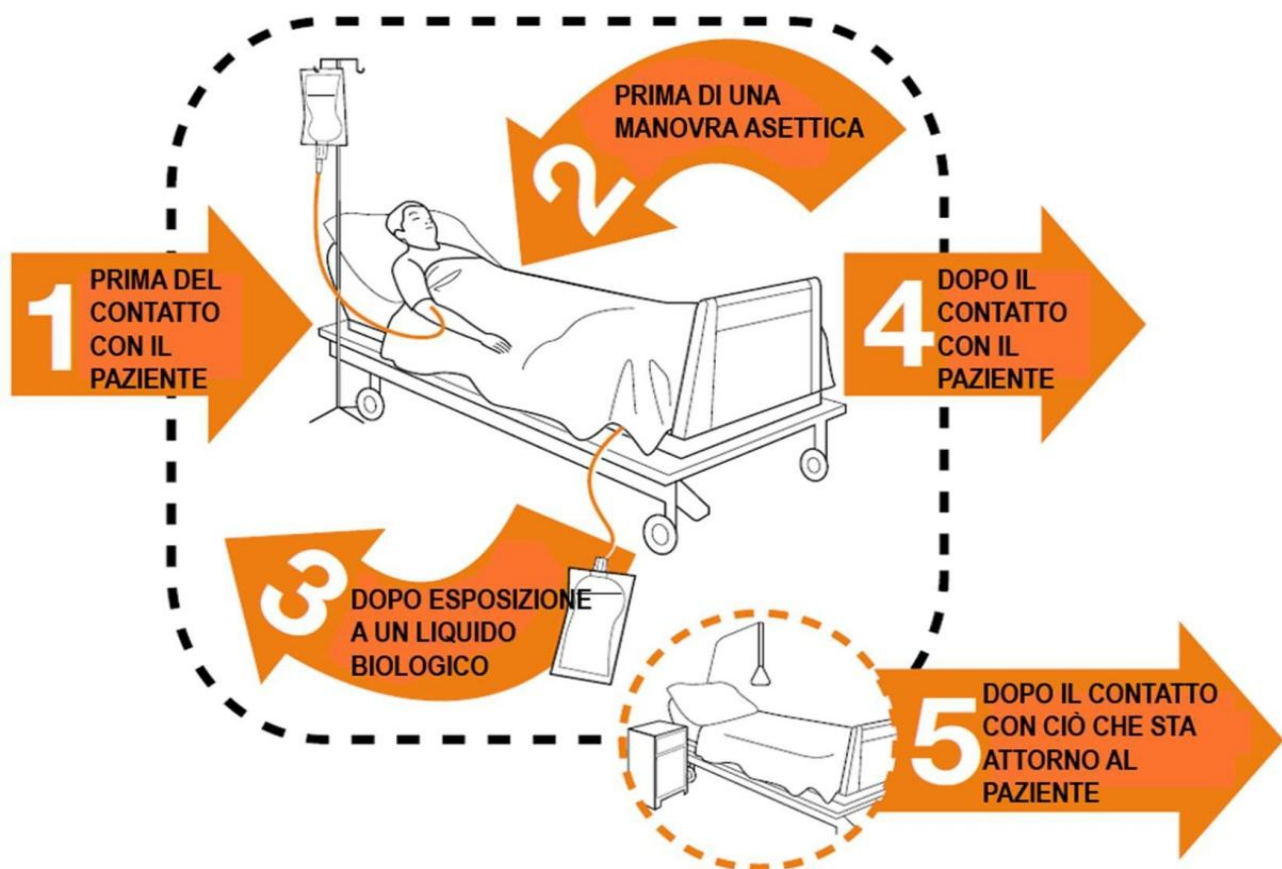 1
PRIMA DEL
CONTATTO
CON IL
PAZIENTE
2
PRIMA DI UNA
MANOVRA ASETTICA
3
DOPO ESPOSIZIONE
A UN LIQUIDO
BIOLOGICO
4
DOPO IL
CONTATTO
CON IL
PAZIENTE
5
DOPO IL CONTATTO
CON CIÒ CHE STA
ATTORNO AL
PAZIENTE